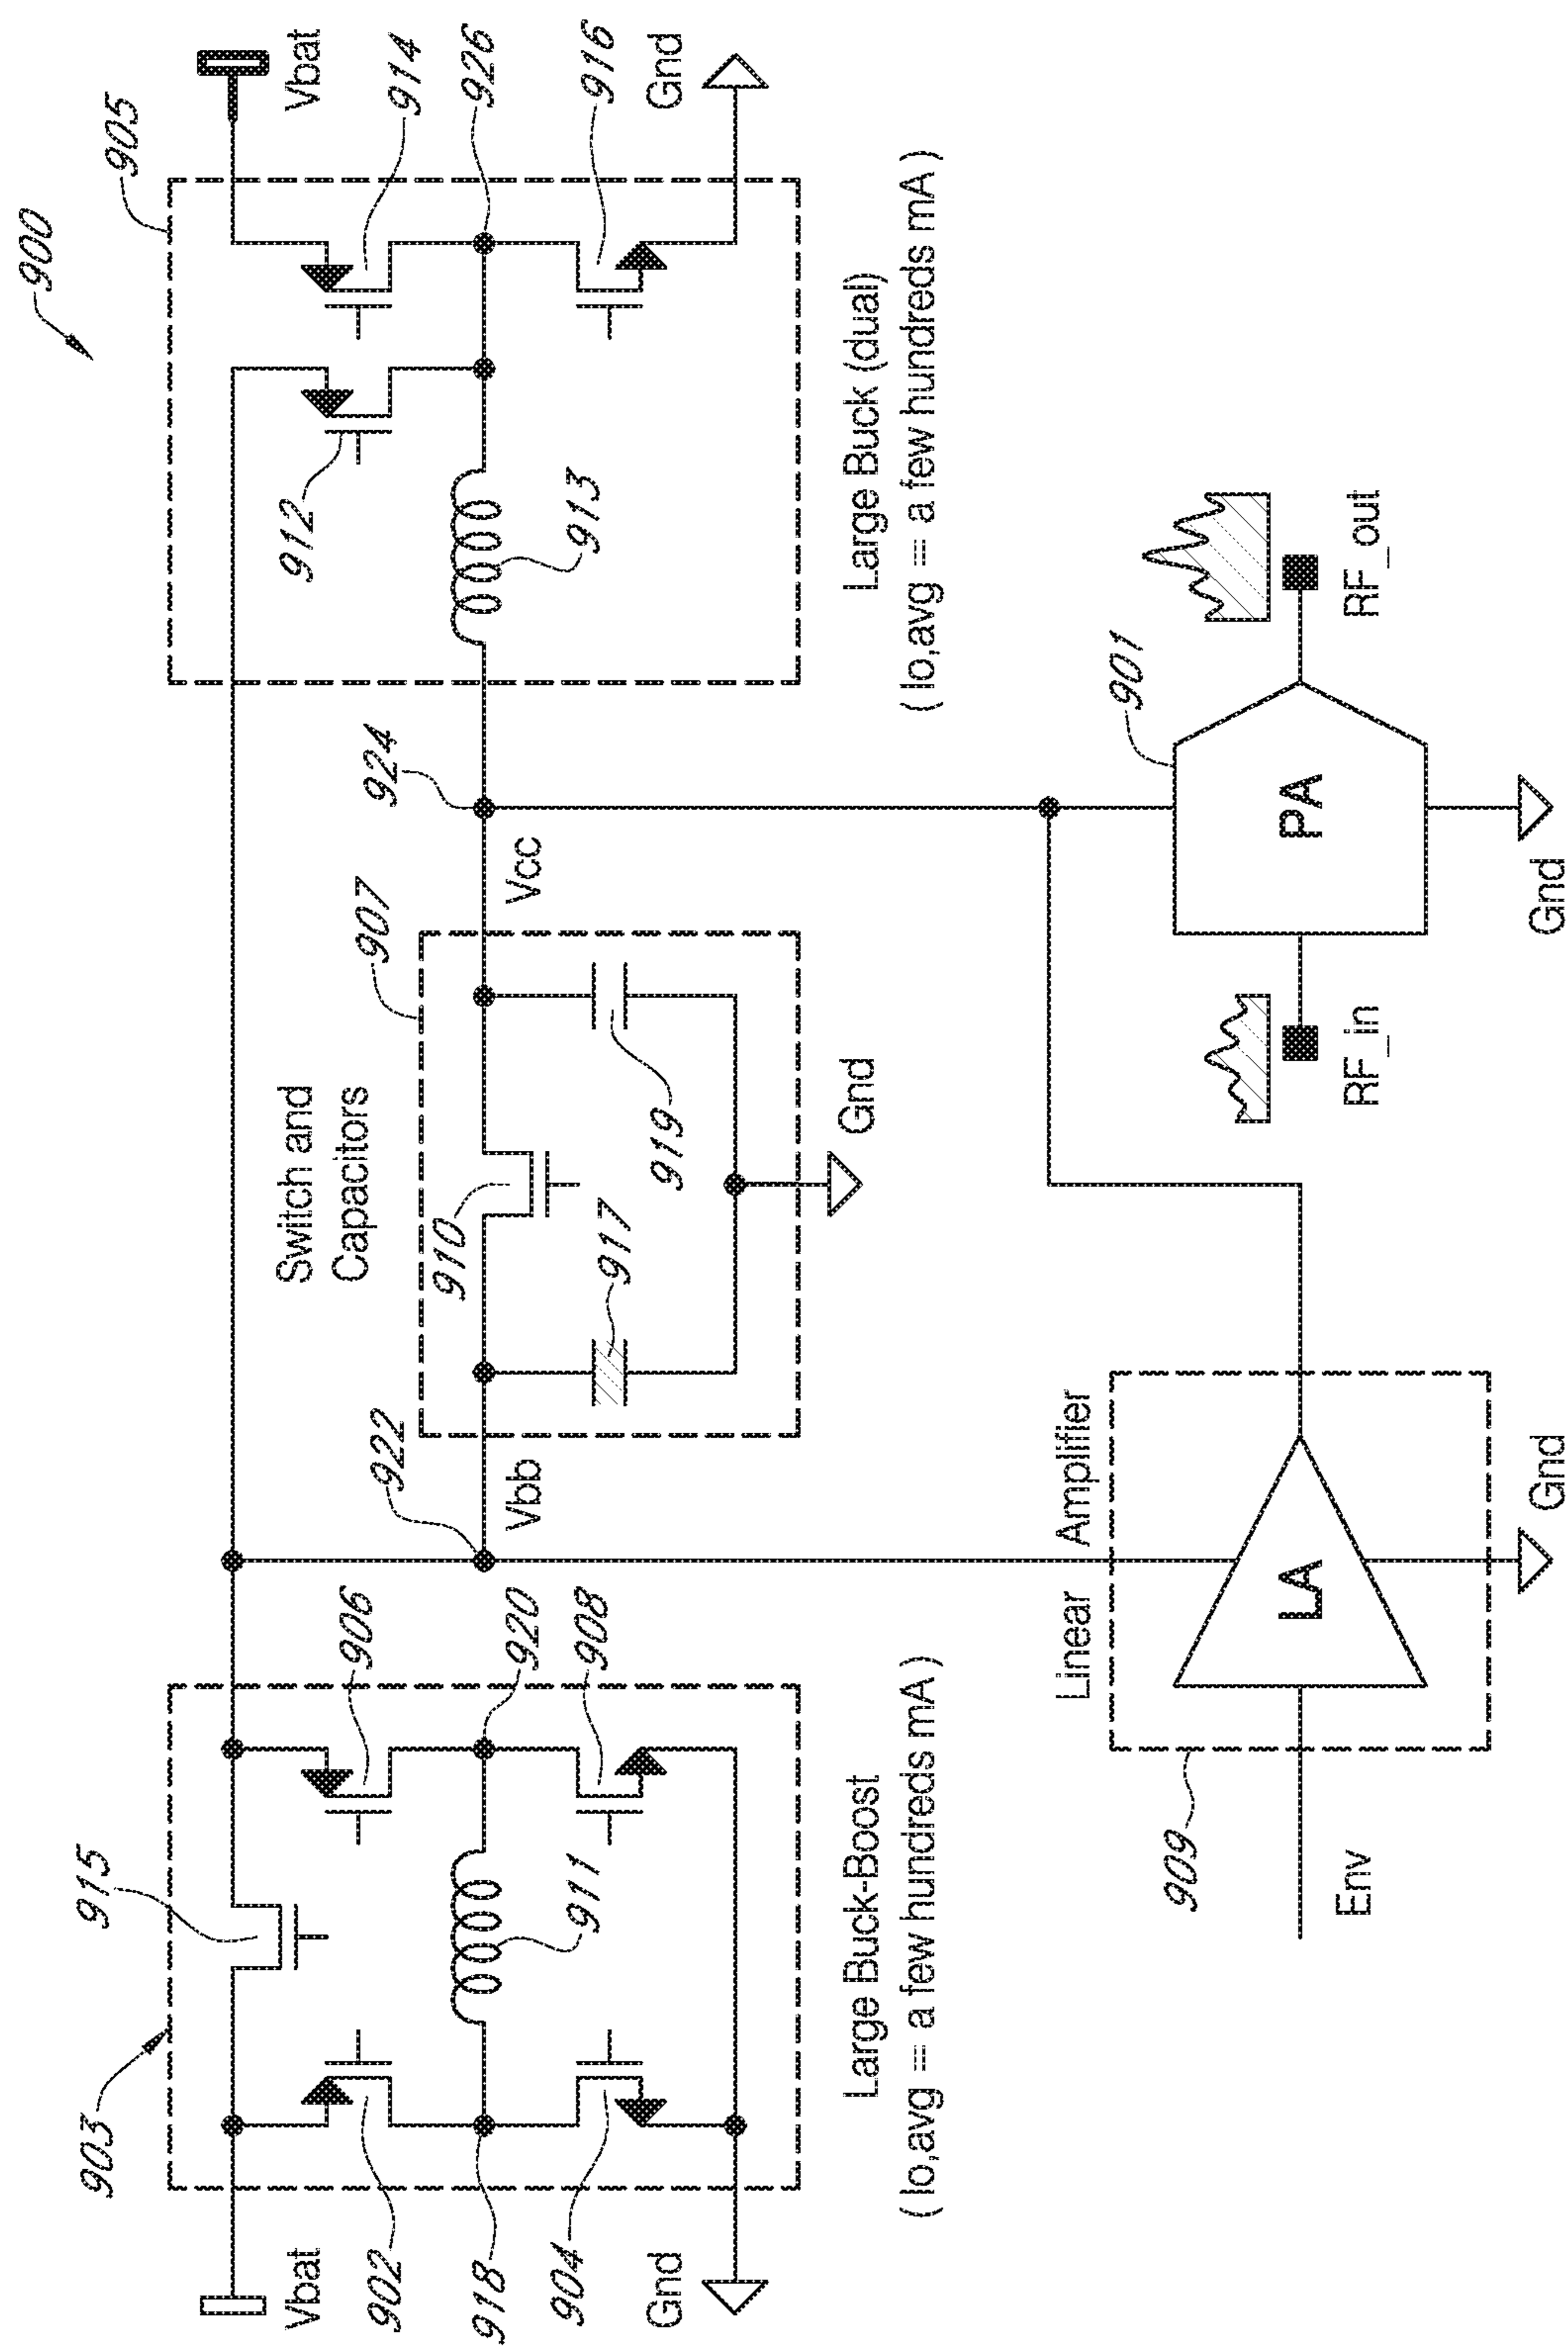 900
903
915
905
Vbat
902
906
Switch and
Capacitors
912
Vbat
914
918
920
922
910
907
924
926
Vbb
Vcc
911
913
904
908
917
919
916
Gnd
Gnd
Gnd
Large Buck-Boost
( Io,avg = a few hundreds mA )
Large Buck (dual)
( Io,avg = a few hundreds mA )
Linear Amplifier
909
901
Env
LA
PA
RF_in
RF_out
Gnd
Gnd